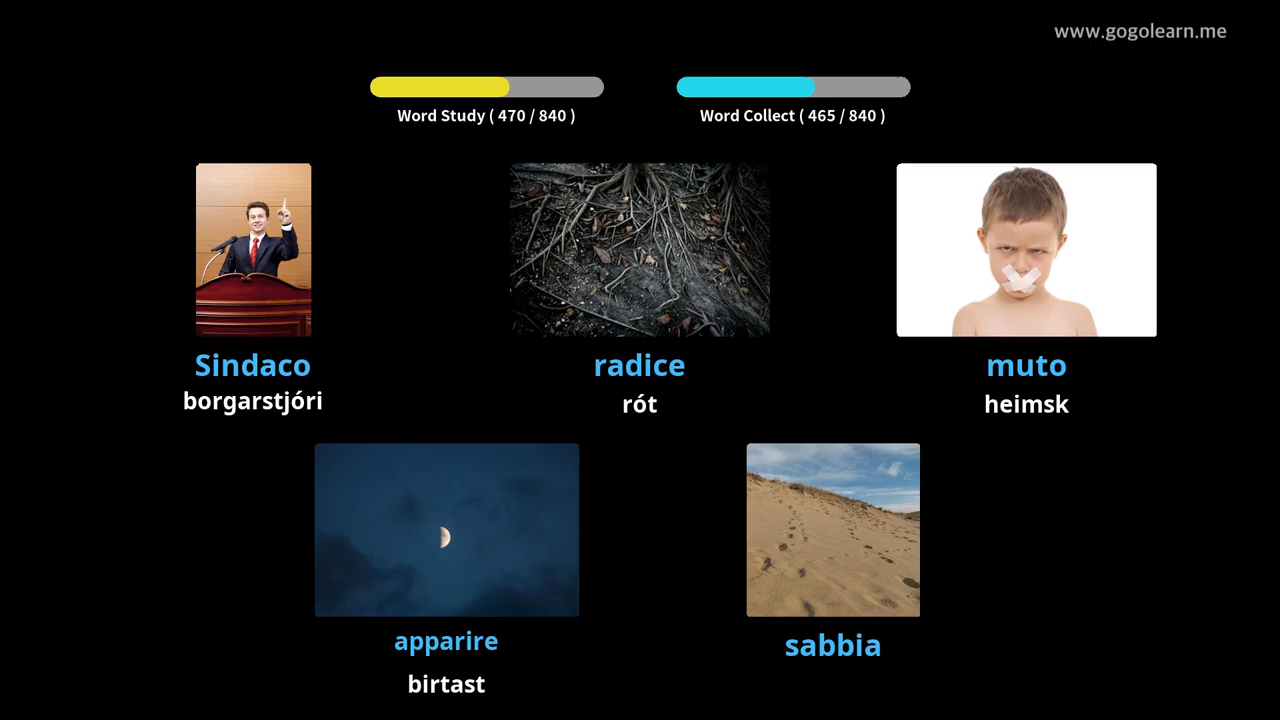 www.gogolearn.me
Word Study ( 470 / 840 )
Word Collect ( 465 / 840 )
Sindaco
borgarstjóri
radice
rót
muto
heimsk
apparire
birtast
sabbia